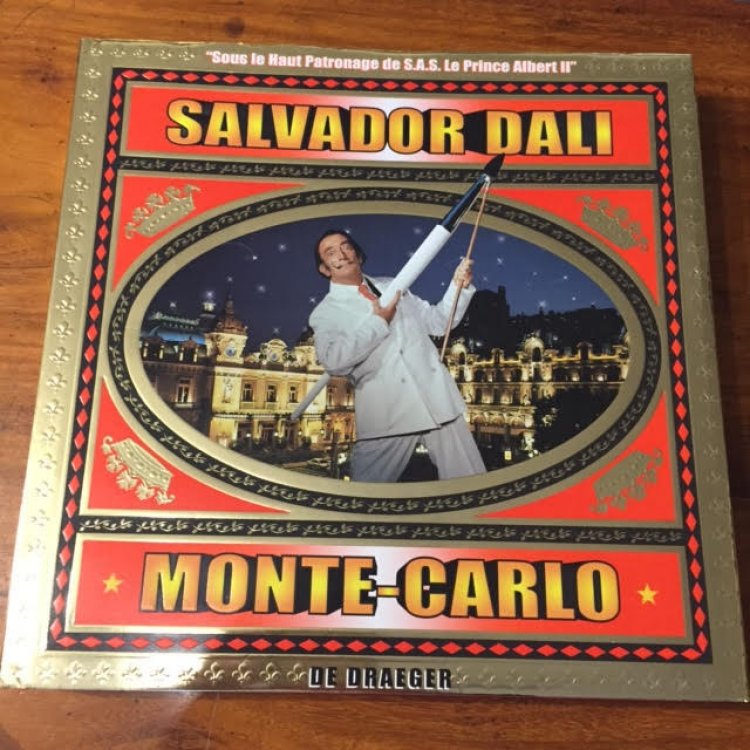 "Sous le Haut Patronage de S.A.S. Le Prince Albert II"
SALVADOR DALI
MONTE-CARLO
DE DRAEGER